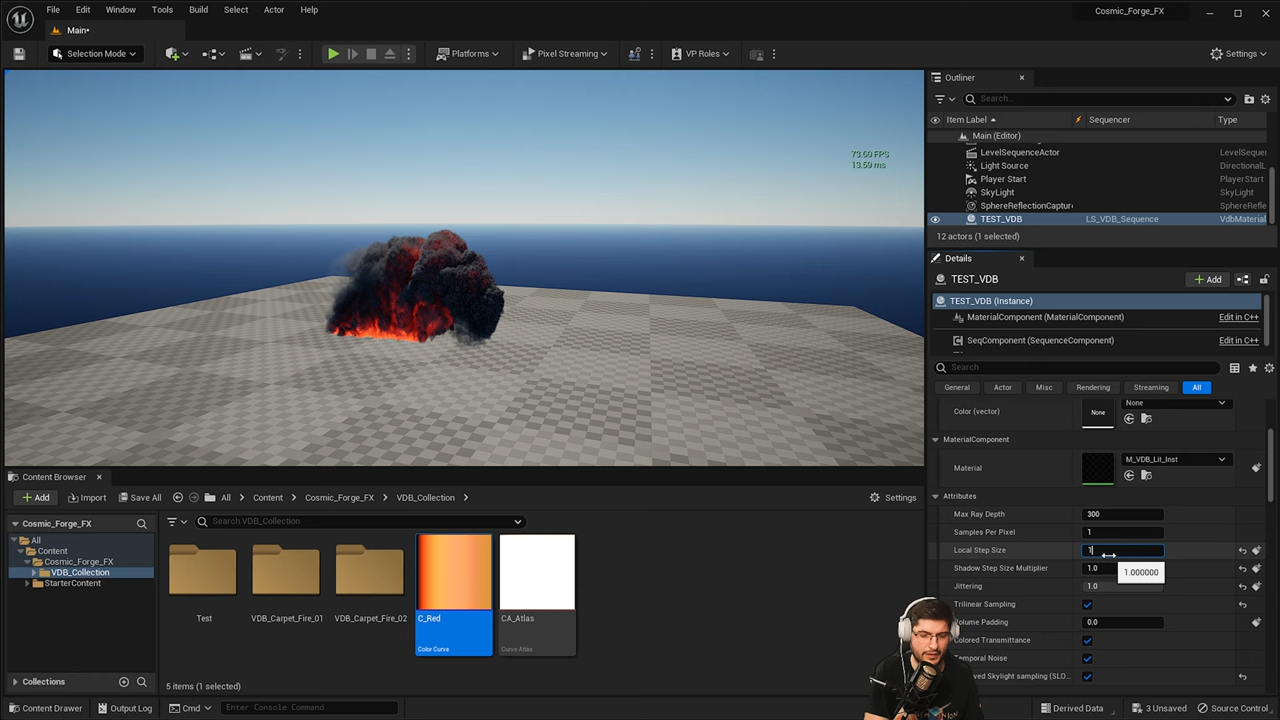 File Edit Window Tools Build Select Actor Help
Cosmic_Forge_FX
Main•
Selection Mode
Platforms
Pixel Streaming
VP Roles
Settings
73.60 FPS
13.59 ms
Outliner
Search...
Item Label
Sequencer
Type
Main (Editor)
LevelSequenceActor LevelSequer
Light Source DirectionalL
Player Start PlayerStart
SkyLight SkyLight
SphereReflectionCapture SphereRefle
TEST_VDB LS_VDB_Sequence VdbMaterial
12 actors (1 selected)
Details
TEST_VDB
Add
TEST_VDB (Instance)
MaterialComponent (MaterialComponent) Edit in C++
SeqComponent (SequenceComponent) Edit in C++
Search
General Actor Misc Rendering Streaming All
Color (vector) None None
MaterialComponent
Material M_VDB_Lit_Inst
Attributes
Max Ray Depth 300
Samples Per Pixel 1
Local Step Size 1
Shadow Step Size Multiplier 1.0
1.000000
Jittering 1.0
Trilinear Sampling
Volume Padding 0.0
Colored Transmittance
Temporal Noise
oved Skylight sampling (SLO...
Content Browser
Add Import Save All All Content Cosmic_Forge_FX VDB_Collection Settings
Cosmic_Forge_FX
All
Content
Cosmic_Forge_FX
VDB_Collection
StarterContent
Collections
Search VDB_Collection
Test
VDB_Carpet_Fire_01
VDB_Carpet_Fire_02
C_Red
Color Curve
CA_Atlas
Curve Atlas
5 items (1 selected)
Content Drawer Output Log Cmd Enter Console Command Derived Data 3 Unsaved Source Control